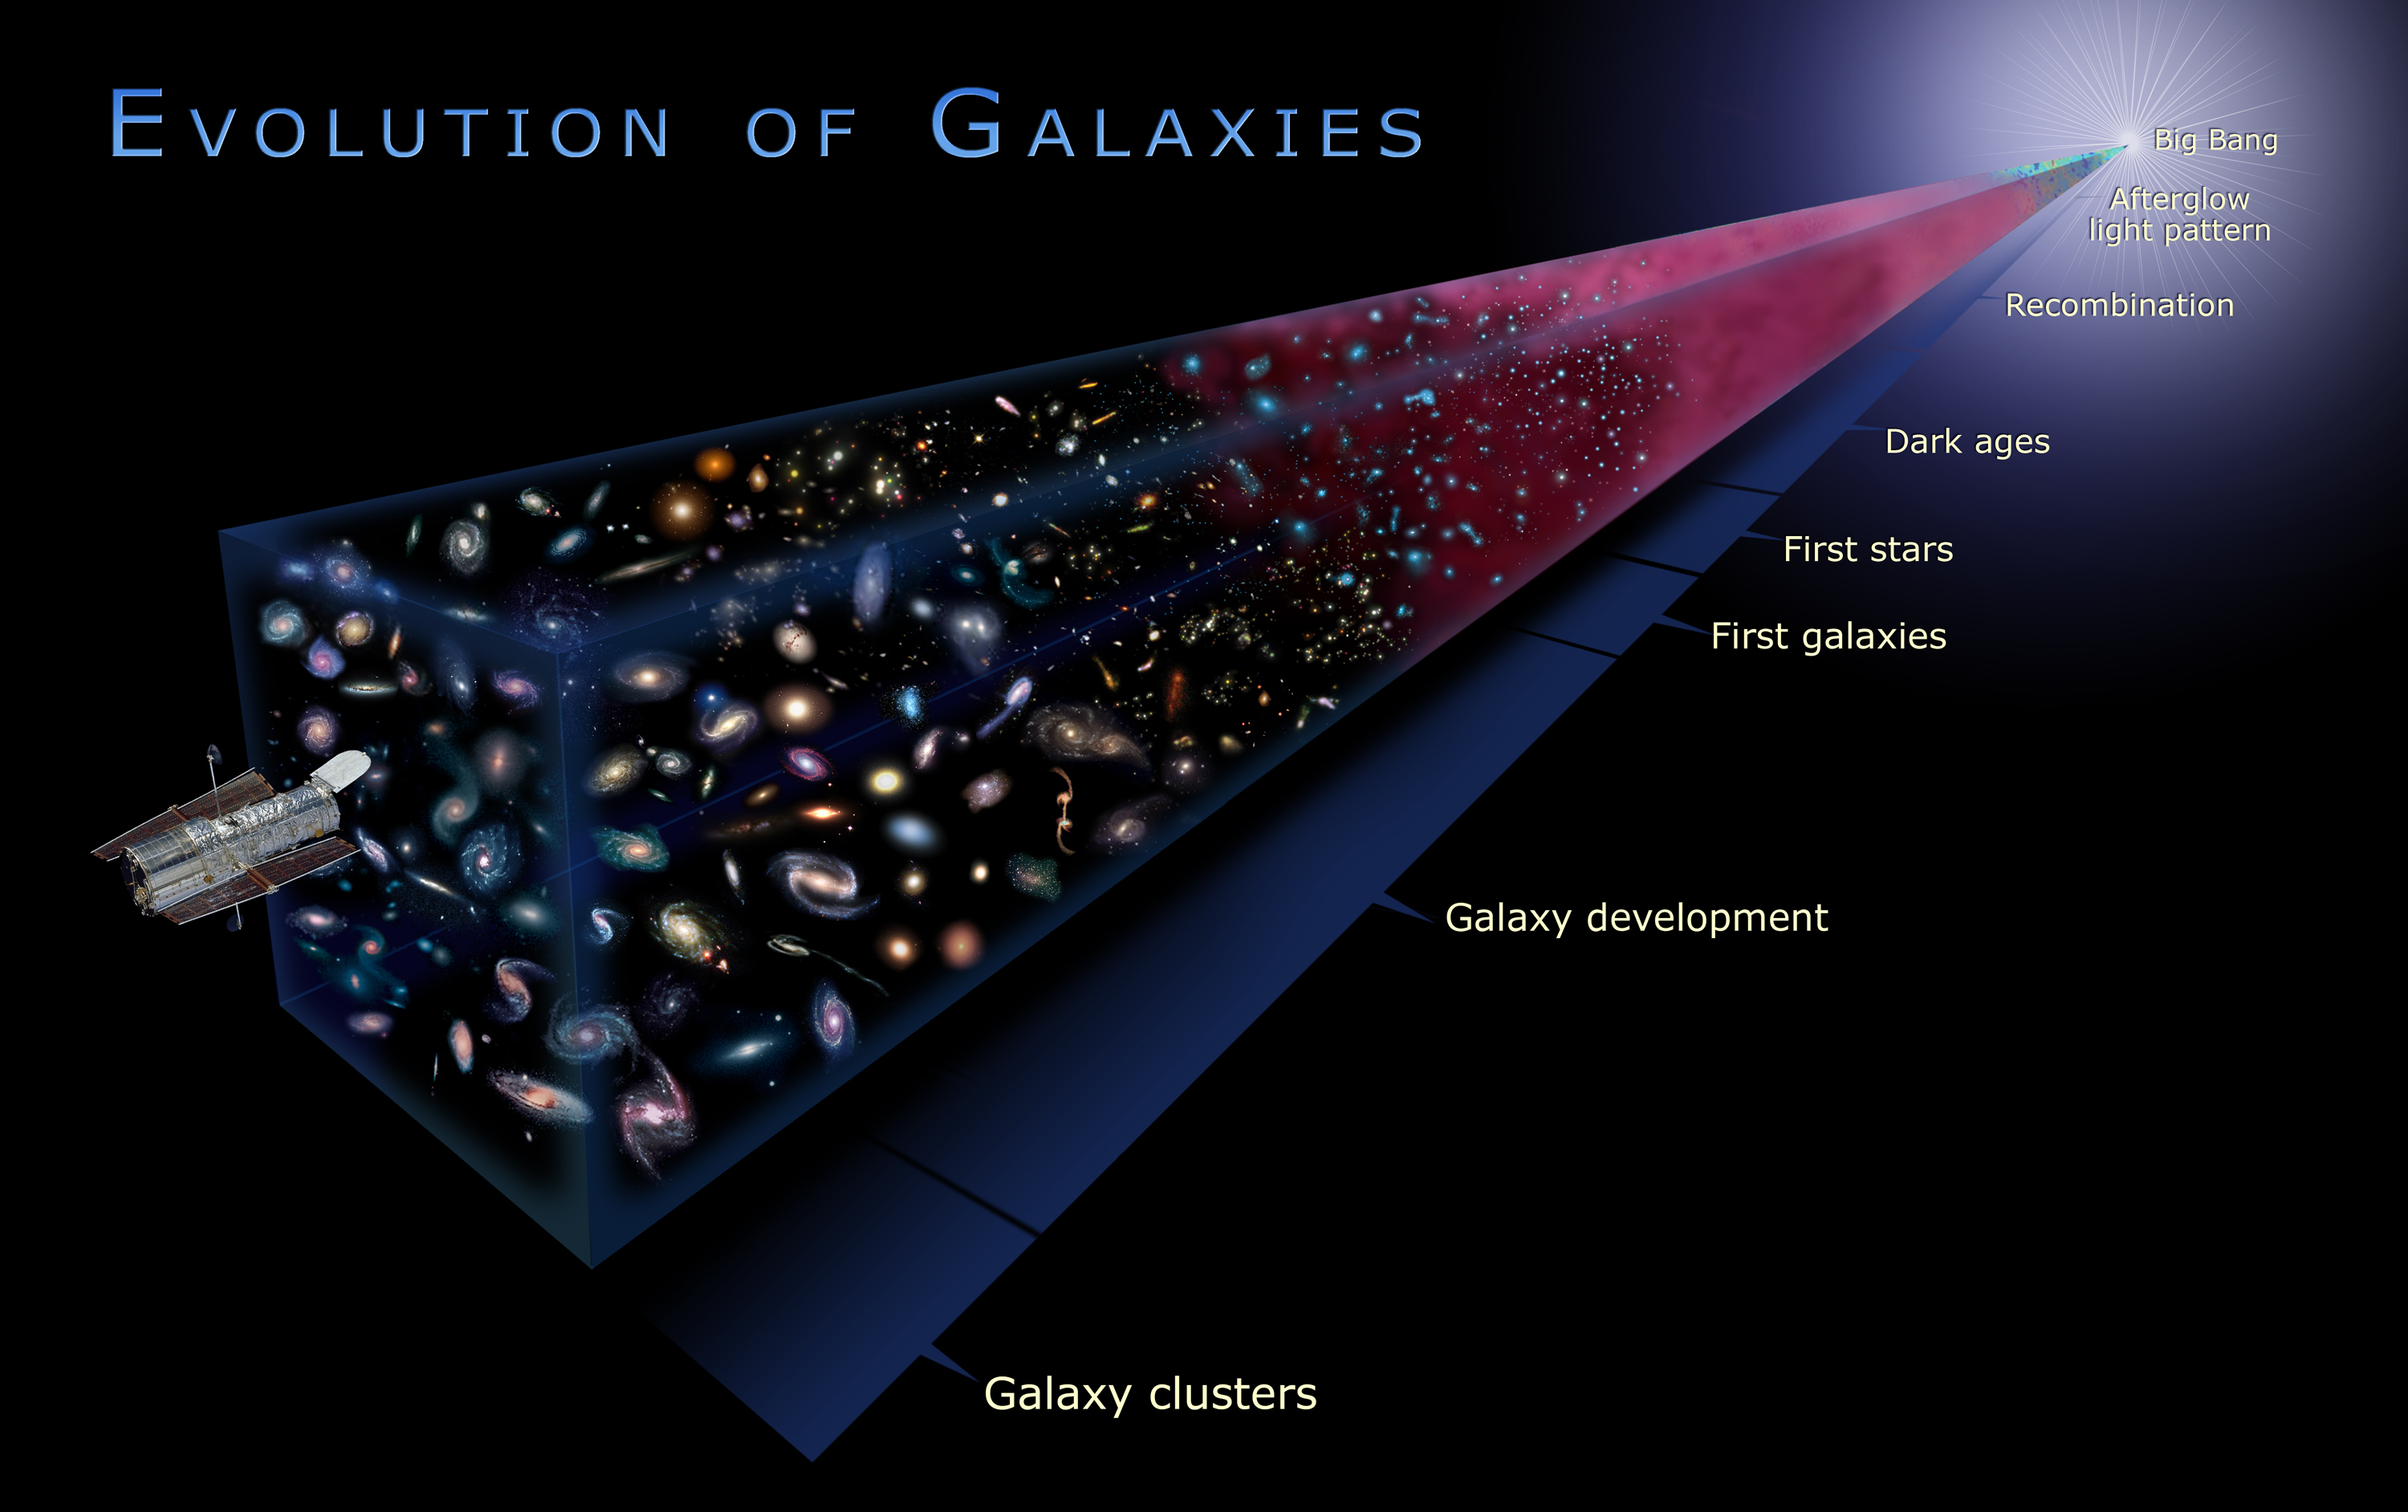 EVOLUTION OF GALAXIES
Big Bang
Afterglow
light pattern
Recombination
Dark ages
First stars
First galaxies
Galaxy development
Galaxy clusters